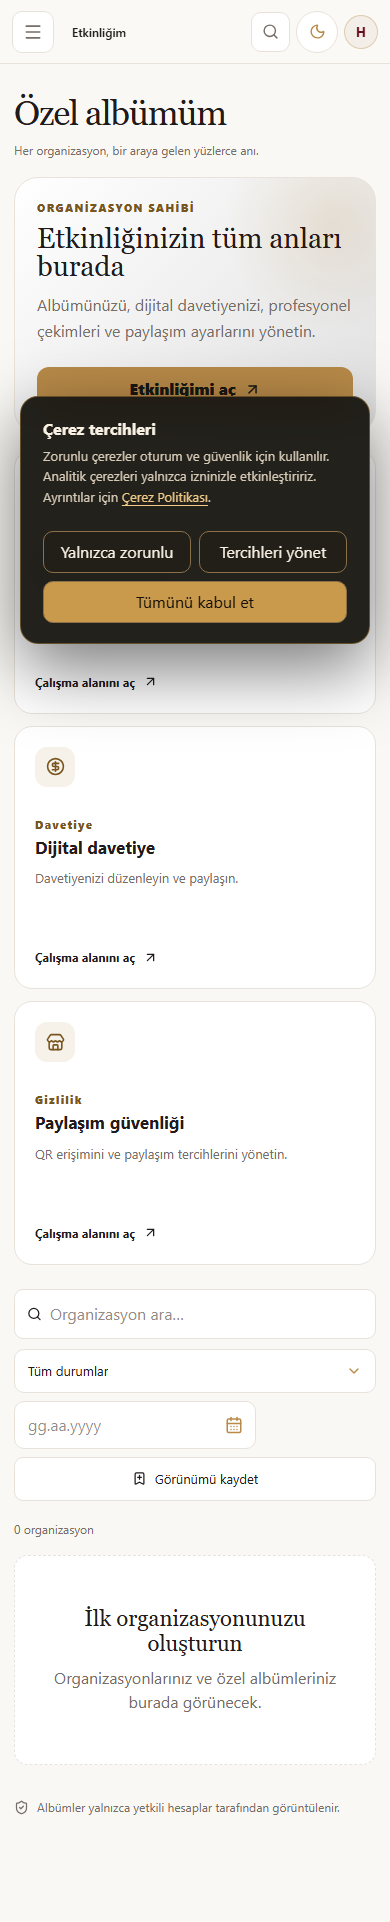 Etkinliğim
H
Özel albümüm
Her organizasyon, bir araya gelen yüzlerce anı.
ORGANİZASYON SAHİBİ
Etkinliğinizin tüm anları
burada
Albümünüzü, dijital davetiyenizi, profesyonel
çekimleri ve paylaşım ayarlarını yönetin.
Etkinliğimi aç
Çerez tercihleri
Zorunlu çerezler oturum ve güvenlik için kullanılır.
Analitik çerezleri yalnızca izninizle etkinleştiririz.
Ayrıntılar için Çerez Politikası.
Yalnızca zorunlu
Tercihleri yönet
Tümünü kabul et
Çalışma alanını aç
Davetiye
Dijital davetiye
Davetiyenizi düzenleyin ve paylaşın.
Çalışma alanını aç
Gizlilik
Paylaşım güvenliği
QR erişimini ve paylaşım tercihlerini yönetin.
Çalışma alanını aç
Organizasyon ara...
Tüm durumlar
gg.aa.yyyy
Görünümü kaydet
0 organizasyon
İlk organizasyonunuzu
oluşturun
Organizasyonlarınız ve özel albümleriniz
burada görünecek.
Albümler yalnızca yetkili hesaplar tarafından görüntülenir.